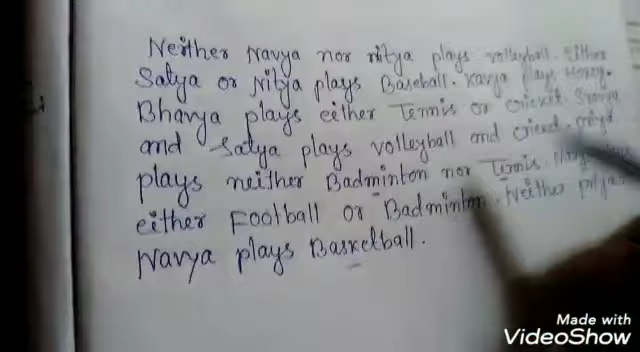 Neither Navya nor Nitya plays volleyball. Either
Satya or Nitya plays Baseball. Kavya plays Hockey.
Bhavya plays either Tennis or cricket.
and Satya plays volleyball and
plays neither Badminton nor Tennis.
either Football or Badminton. Neither
Navya plays Basketball.
Made with
VideoShow